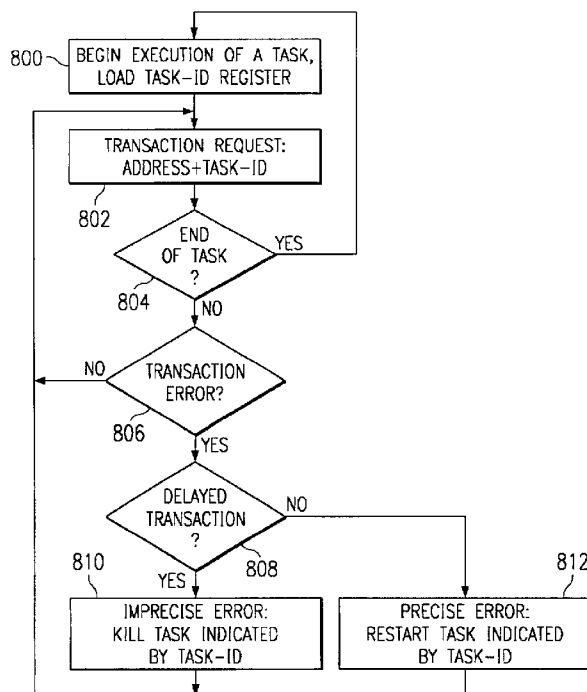 800
BEGIN EXECUTION OF A TASK,
LOAD TASK-ID REGISTER
TRANSACTION REQUEST:
ADDRESS+TASK-ID
802
END
OF TASK
?
YES
804
NO
TRANSACTION
ERROR?
NO
806
YES
DELAYED
TRANSACTION
?
NO
808
YES
810
IMPRECISE ERROR:
KILL TASK INDICATED
BY TASK-ID
812
PRECISE ERROR:
RESTART TASK INDICATED
BY TASK-ID